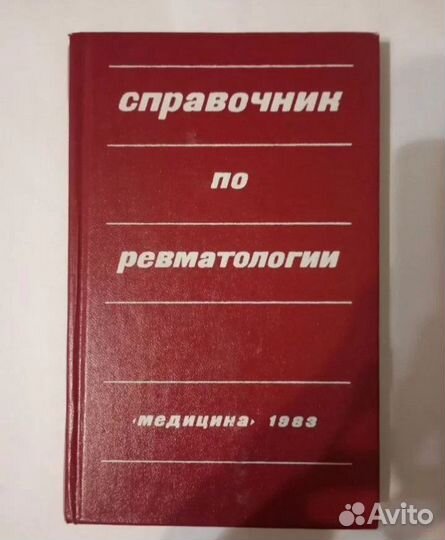 справочник
по
ревматологии
‹медицина› 1983
Avito